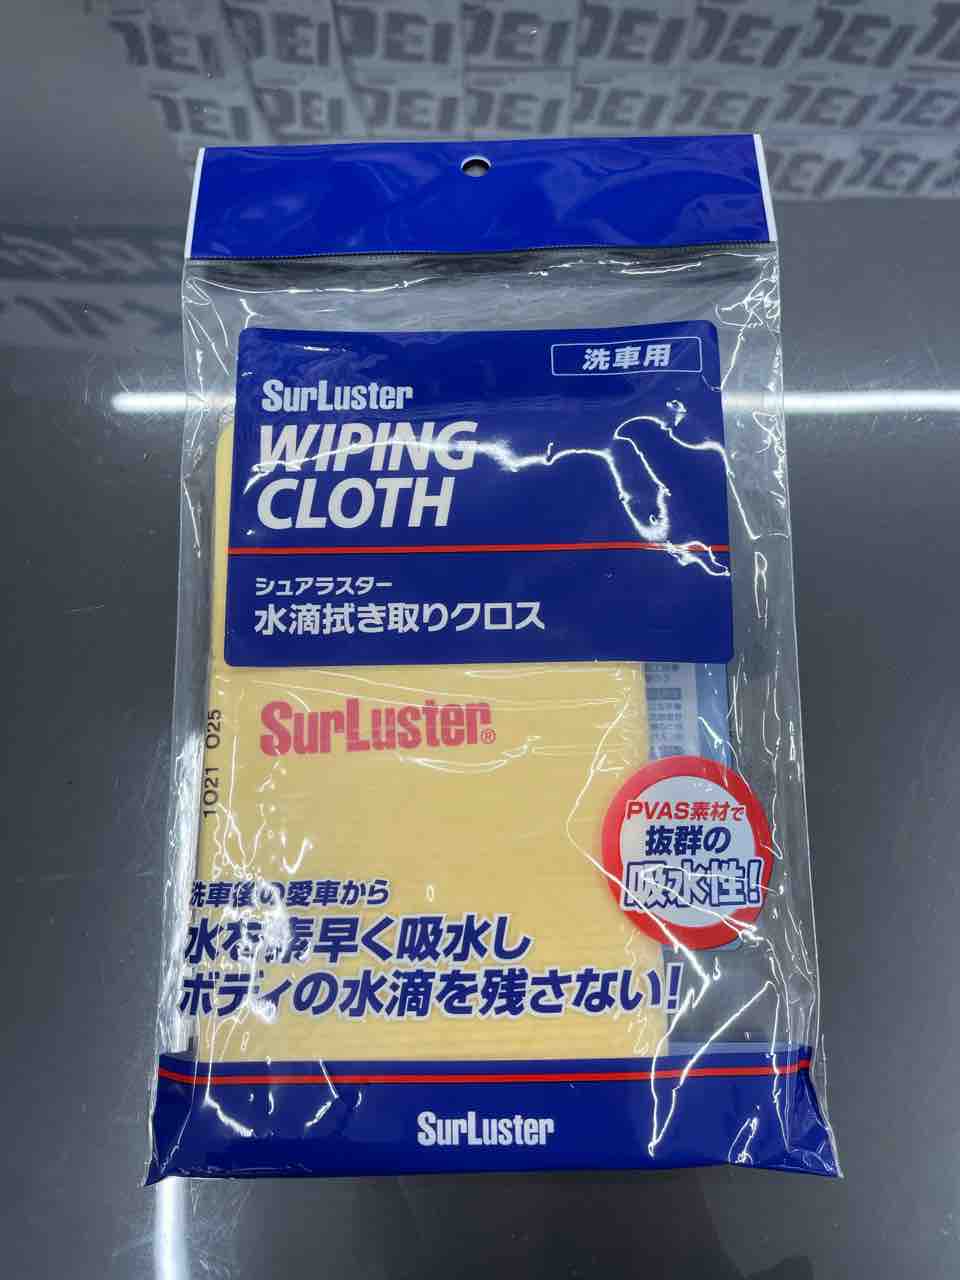 洗車用
SurLuster
WIPING
CLOTH
シュアラスター
水滴拭き取りクロス
SurLuster®
1O21 O25
PVAS素材で
抜群の
吸水性!
洗車後の愛車から
水を素早く吸水し
ボディの水滴を残さない!
SurLuster